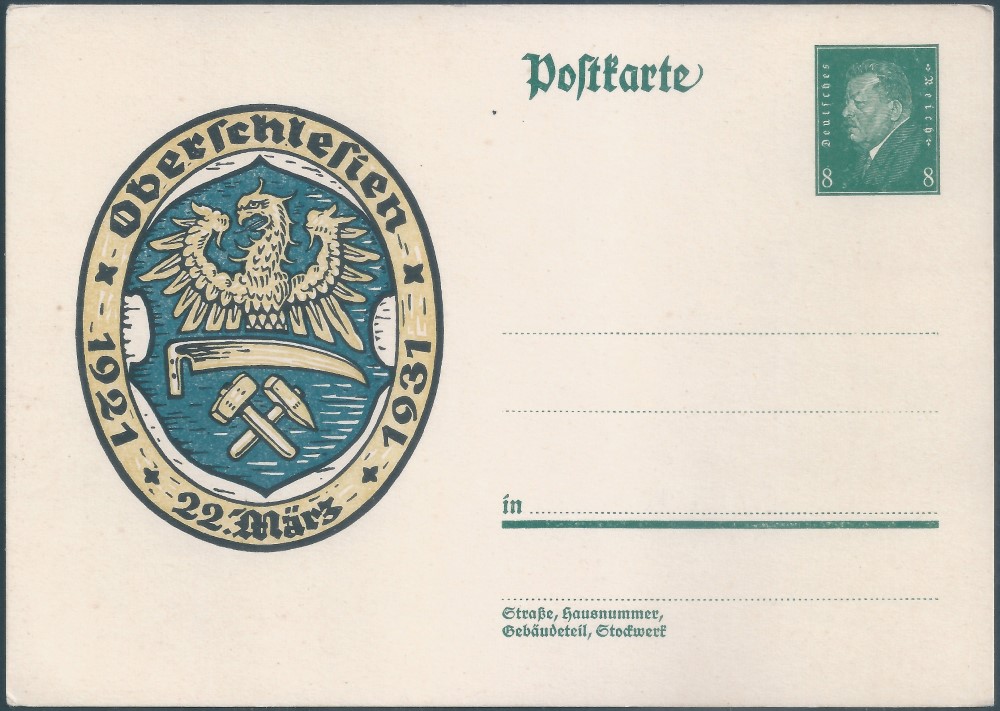 Postkarte
Deutsches Reich
8 8
Oberschlesien
1921 1931
22. März
in
Straße, Hausnummer,
Gebäudeteil, Stockwerk